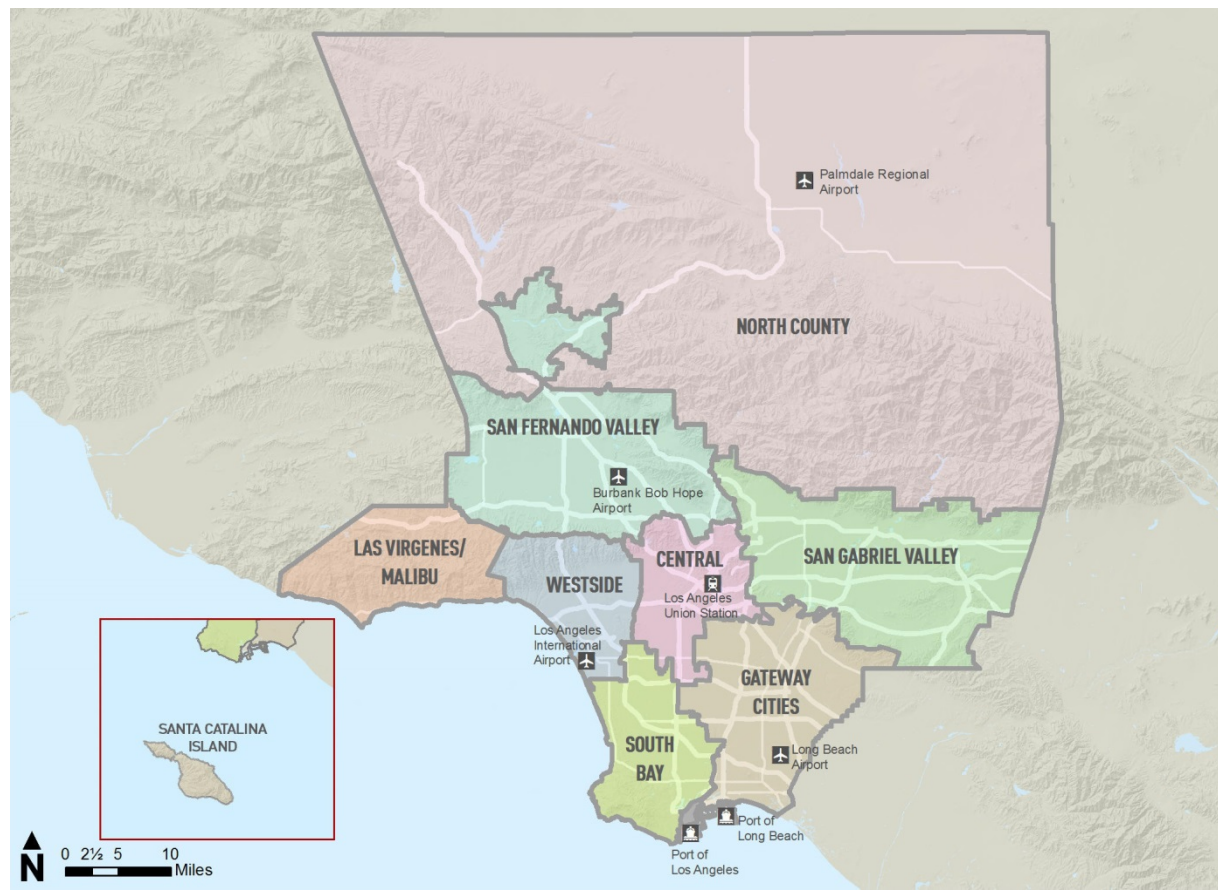 Palmdale Regional
Airport
NORTH COUNTY
SAN FERNANDO VALLEY
Burbank Bob Hope
Airport
LAS VIRGENES/
MALIBU
WESTSIDE
CENTRAL
SAN GABRIEL VALLEY
Los Angeles
Union Station
Los Angeles
International
Airport
GATEWAY
CITIES
SOUTH
BAY
Long Beach
Airport
SANTA CATALINA
ISLAND
Port of
Long Beach
Port of
Los Angeles
N
0 2½ 5 10
Miles